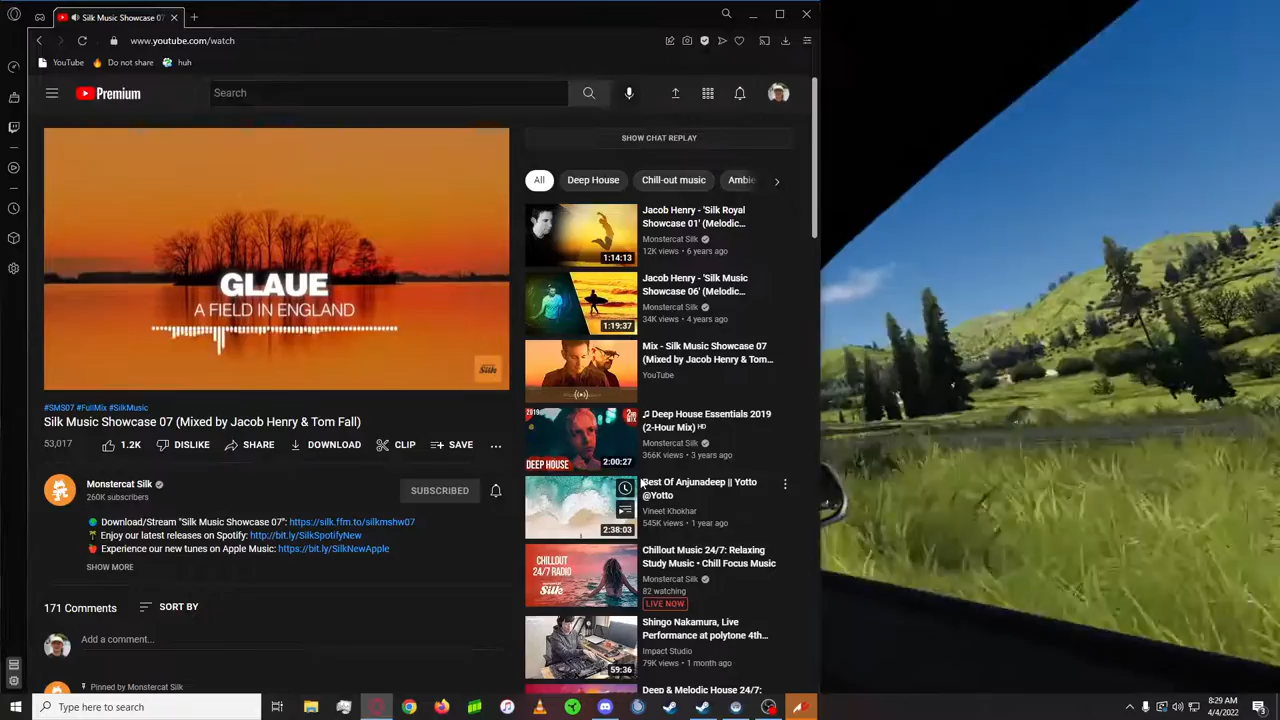 Silk Music Showcase 07
www.youtube.com/watch
YouTube
Do not share
huh
Premium
Search
SHOW CHAT REPLAY
All
Deep House
Chill-out music
Ambie
GLAUE
A FIELD IN ENGLAND
Silk
#SMS07 #FullMix #SilkMusic
Silk Music Showcase 07 (Mixed by Jacob Henry & Tom Fall)
53,017
1.2K
DISLIKE
SHARE
DOWNLOAD
CLIP
SAVE
Monstercat Silk
260K subscribers
SUBSCRIBED
Download/Stream "Silk Music Showcase 07": https://silk.ffm.to/silkmshw07
Enjoy our latest releases on Spotify: http://bit.ly/SilkSpotifyNew
Experience our new tunes on Apple Music: https://bit.ly/SilkNewApple
SHOW MORE
171 Comments
SORT BY
Add a comment...
Pinned by Monstercat Silk
1:14:13
Jacob Henry - 'Silk Royal
Showcase 01' (Melodic...
Monstercat Silk
12K views • 6 years ago
1:19:37
Jacob Henry - 'Silk Music
Showcase 06' (Melodic...
Monstercat Silk
34K views • 4 years ago
Mix - Silk Music Showcase 07
(Mixed by Jacob Henry & Tom...
YouTube
2019
DEEP HOUSE
2:00:27
♫ Deep House Essentials 2019
(2-Hour Mix) ᴴᴰ
Monstercat Silk
366K views • 3 years ago
2:38:03
Best Of Anjunadeep || Yotto
@Yotto
Vineet Khokhar
545K views • 1 year ago
CHILLOUT
24/7 RADIO
Silk
Chillout Music 24/7: Relaxing
Study Music • Chill Focus Music
Monstercat Silk
82 watching
LIVE NOW
59:36
Shingo Nakamura, Live
Performance at polytone 4th...
Impact Studio
79K views • 1 month ago
Deep & Melodic House 24/7:
Type here to search
8:29 AM
4/4/2022